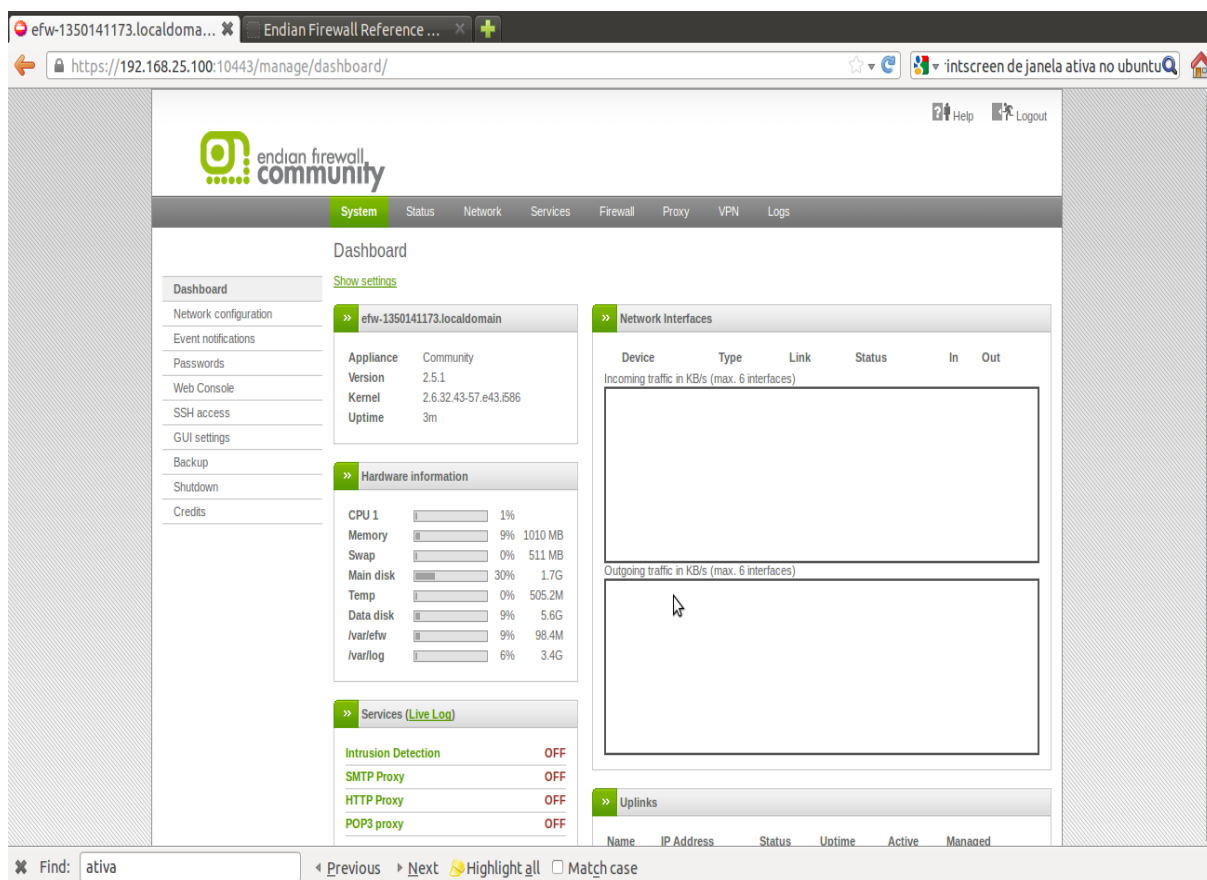 efw-1350141173.localdoma... Endian Firewall Reference ...
https://192.168.25.100:10443/manage/dashboard/ intscreen de janela ativa no ubuntu
Help Logout
endian firewall
community
System Status Network Services Firewall Proxy VPN Logs
Dashboard
Show settings
Dashboard
Network configuration
Event notifications
Passwords
Web Console
SSH access
GUI settings
Backup
Shutdown
Credits
efw-1350141173.localdomain
Appliance Community
Version 2.5.1
Kernel 2.6.32.43-57.e43.i586
Uptime 3m
Hardware information
CPU 1 1%
Memory 9% 1010 MB
Swap 0% 511 MB
Main disk 30% 1.7G
Temp 0% 505.2M
Data disk 9% 5.6G
/var/efw 9% 98.4M
/var/log 6% 3.4G
Services (Live Log)
Intrusion Detection OFF
SMTP Proxy OFF
HTTP Proxy OFF
POP3 proxy OFF
Network Interfaces
Device Type Link Status In Out
Incoming traffic in KB/s (max. 6 interfaces)
Outgoing traffic in KB/s (max. 6 interfaces)
Uplinks
Name IP Address Status Uptime Active Managed
Find: ativa Previous Next Highlight all Match case